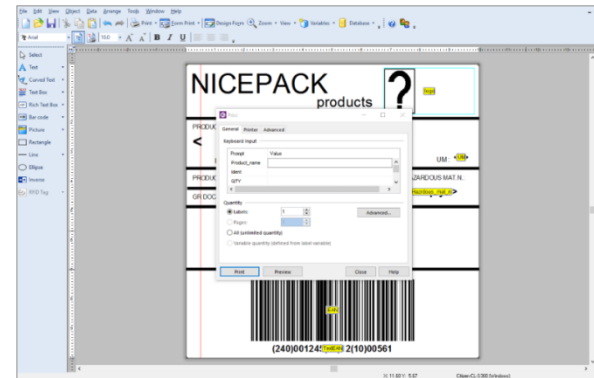 File Edit View Object Data Arrange Tools Window Help
Print Form Print Design Pages Zoom View Variables Database
Arial 10.0 B I U
Select
Text
Curved Text
Text Box
Rich Text Box
Bar code
Picture
Rectangle
Line
Ellipse
Inverse
RFID Tag
NICEPACK
products
?
PRODU
<
UM :
PRODU
ZARDOUS MAT.N.
GR DOC
>
General Printer Advanced
Keyboard input
Prompt Value
Product_name
Ident
QTY
Quantity
Labels: 1
Advanced...
Pages:
All (unlimited quantity)
Variable quantity (defined from label variable)
Print Preview Close Help
(240)00124 2(10)00561